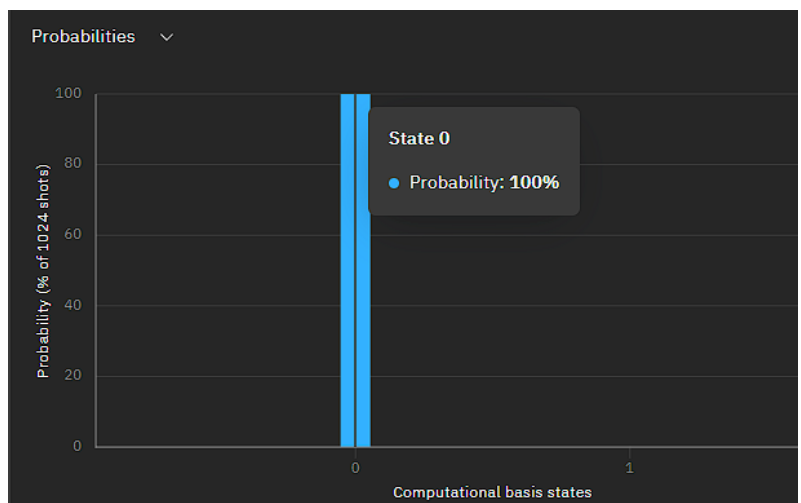 Probabilities
100
80
60
40
20
0
Probability (% of 1024 shots)
State 0
Probability: 100%
0
1
Computational basis states